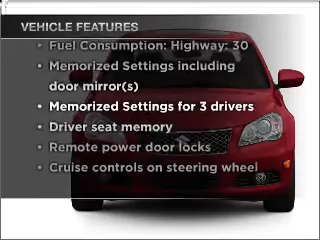 VEHICLE FEATURES
• Fuel Consumption: Highway: 30
• Memorized Settings including
door mirror(s)
• Memorized Settings for 3 drivers
• Driver seat memory
• Remote power door locks
• Cruise controls on steering wheel